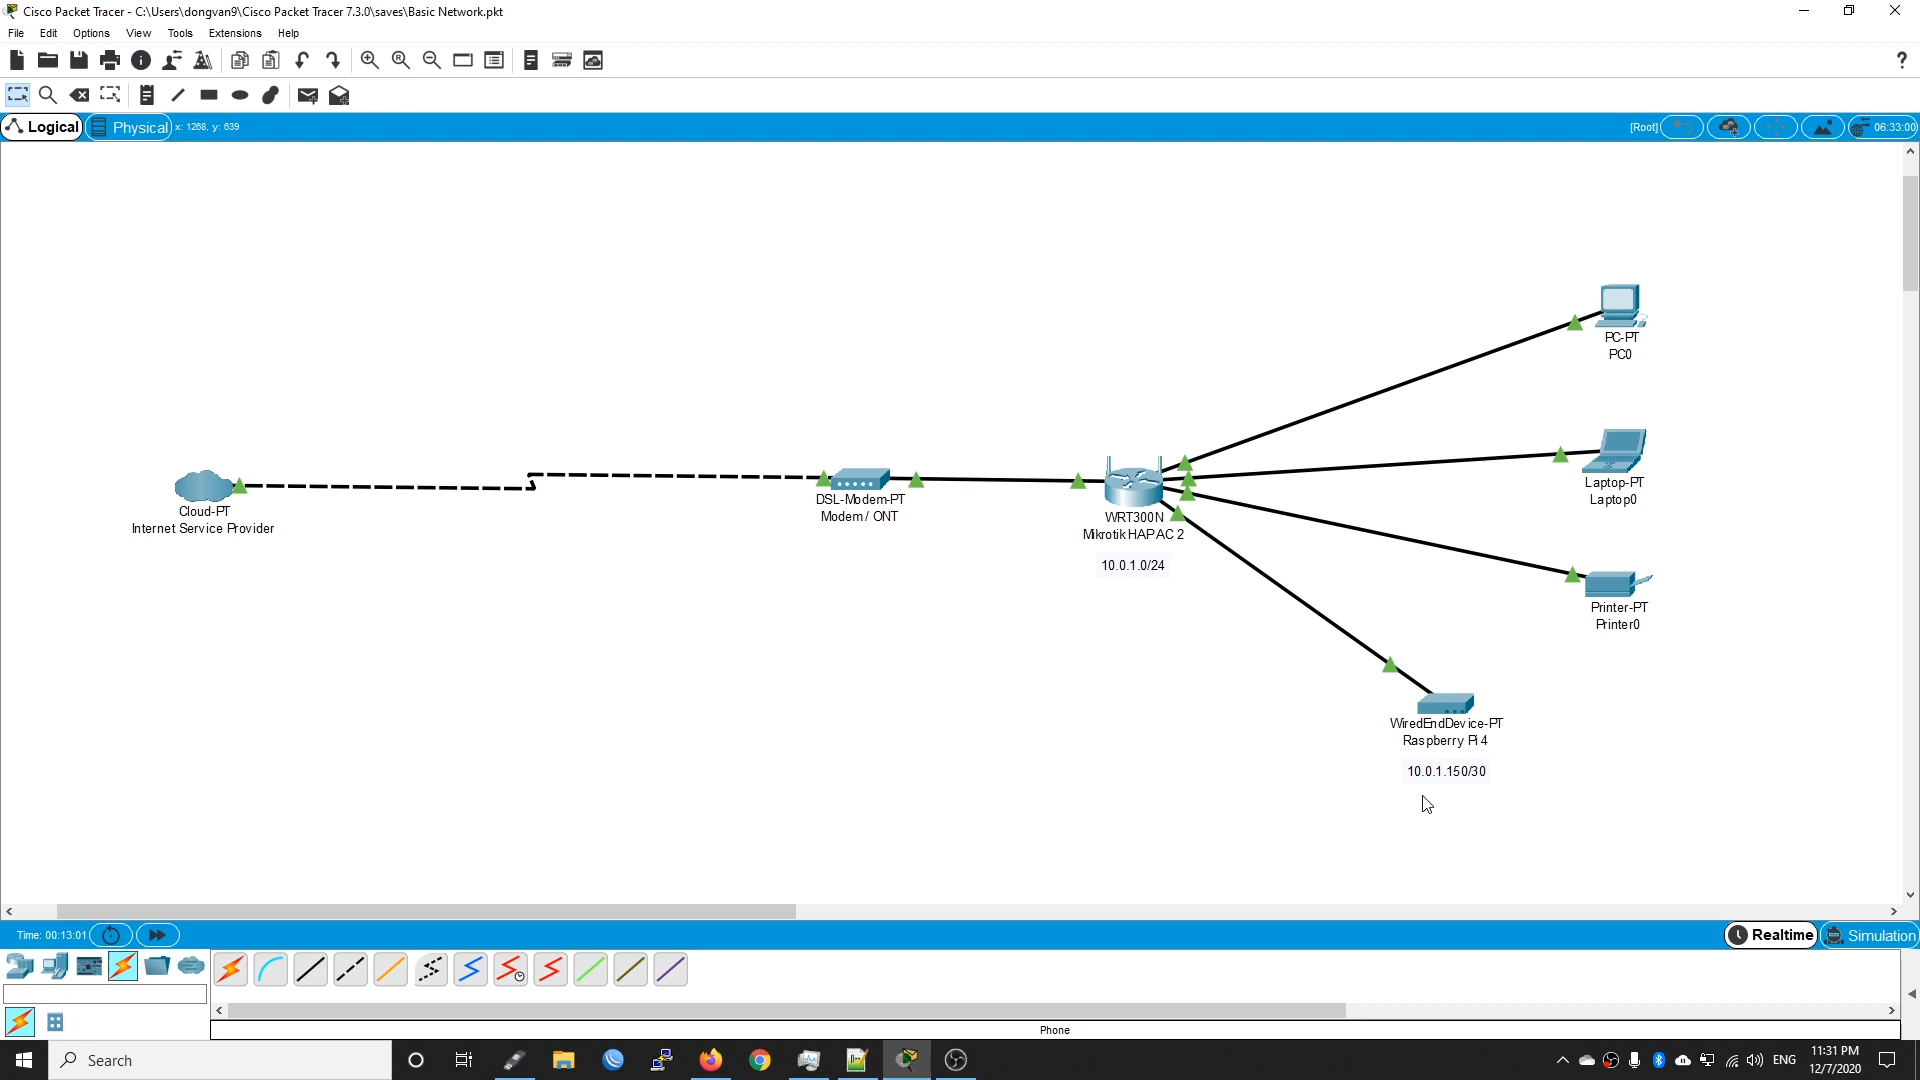 Cisco Packet Tracer - C:\Users\dongvan9\Cisco Packet Tracer 7.3.0\saves\Basic Network.pkt
File Edit Options View Tools Extensions Help
Logical Physical x: 1268, y: 639 [Root] 06:33:00
PC-PT
PC0
Laptop-PT
Laptop0
Cloud-PT
Internet Service Provider
DSL-Modem-PT
Modem / ONT
WRT300N
Mikrotik HAP AC 2
10.0.1.0/24
Printer-PT
Printer0
WiredEndDevice-PT
Raspberry Pi 4
10.0.1.150/30
Time: 00:13:01 Realtime Simulation
Phone
Search ENG 11:31 PM
12/7/2020